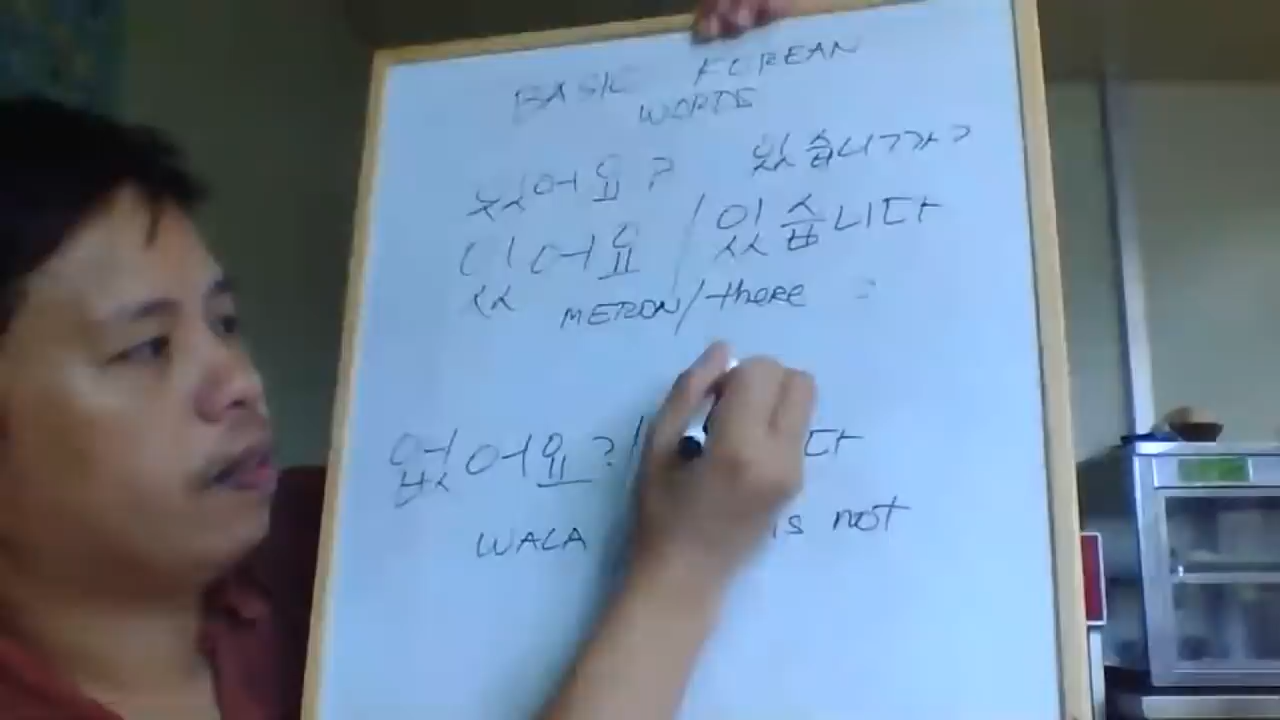 BASIC KOREAN
WORDS
있어요? 있습니까?
있어요 / 있습니다
MERON/there
없어요?/ 다
WALA is not